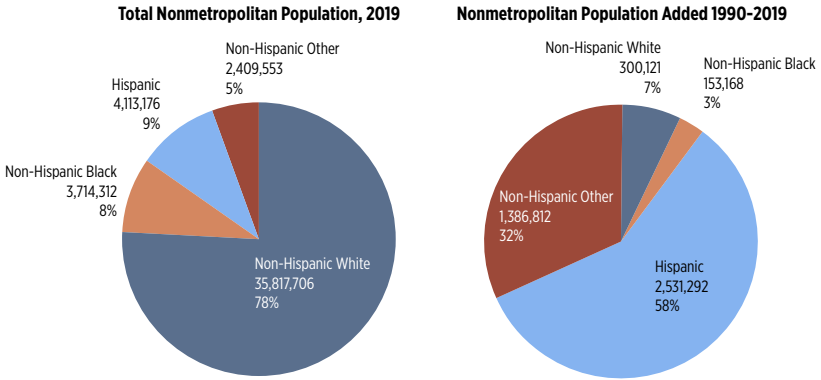 Total Nonmetropolitan Population, 2019
Non-Hispanic Other
2,409,553
5%
Hispanic
4,113,176
9%
Non-Hispanic Black
3,714,312
8%
Non-Hispanic White
35,817,706
78%
Nonmetropolitan Population Added 1990-2019
Non-Hispanic White
300,121
7%
Non-Hispanic Black
153,168
3%
Non-Hispanic Other
1,386,812
32%
Hispanic
2,531,292
58%